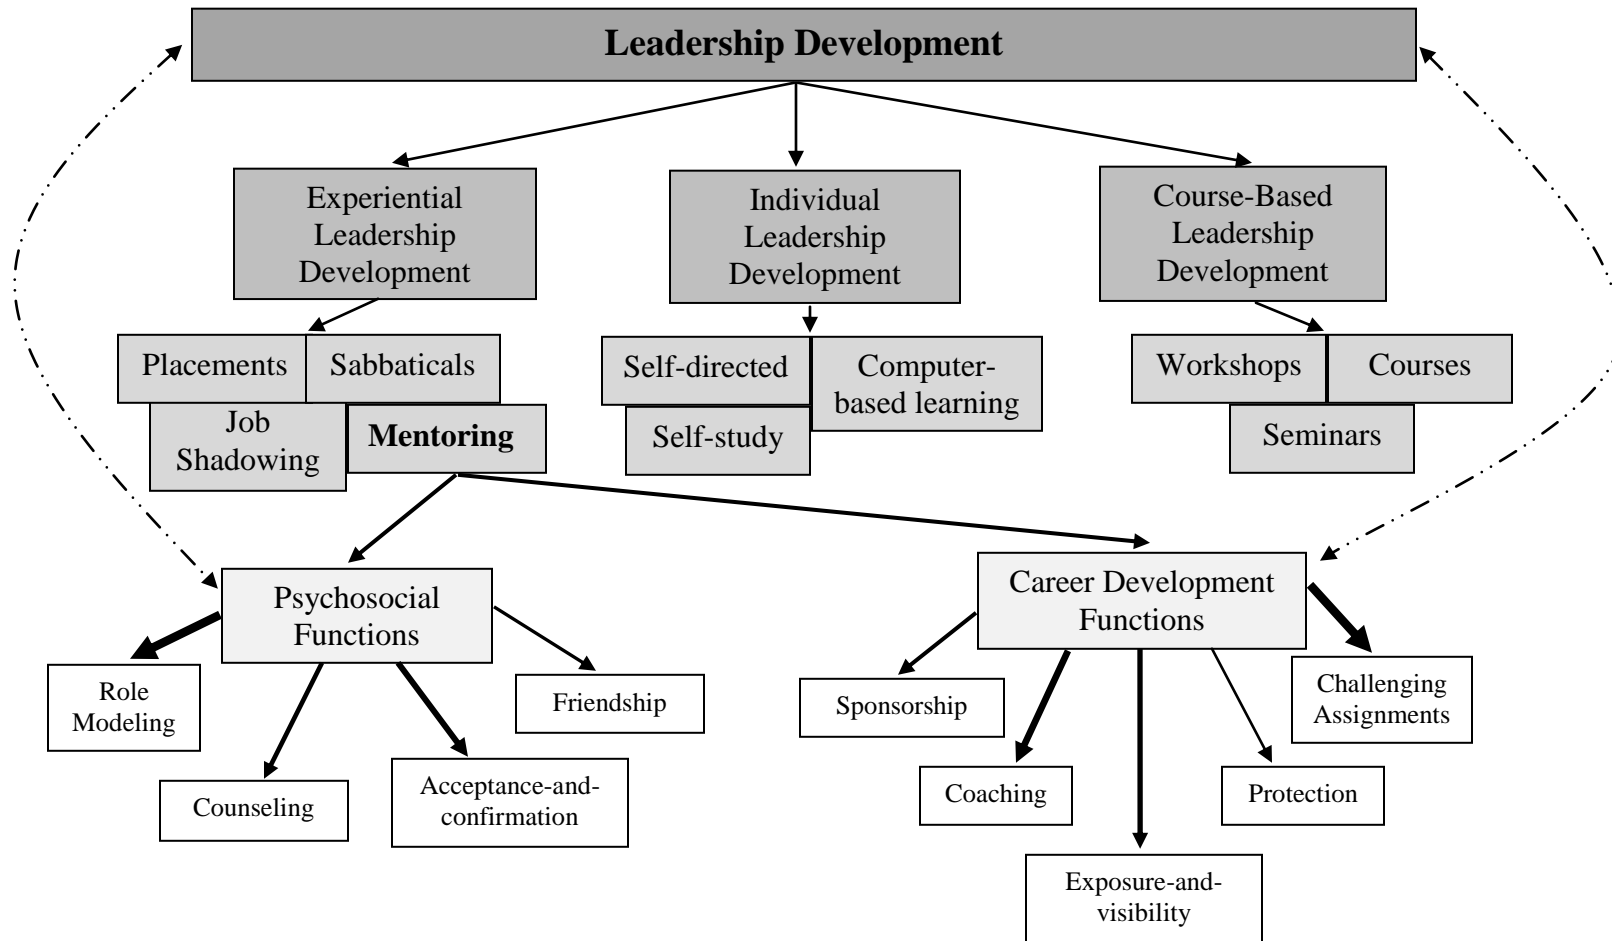 Leadership Development
Experiential
Leadership
Development
Individual
Leadership
Development
Course-Based
Leadership
Development
Placements
Sabbaticals
Job
Shadowing
Mentoring
Self-directed
Computer-
based learning
Self-study
Workshops
Courses
Seminars
Psychosocial
Functions
Career Development
Functions
Role
Modeling
Counseling
Acceptance-and-
confirmation
Friendship
Sponsorship
Coaching
Exposure-and-
visibility
Protection
Challenging
Assignments